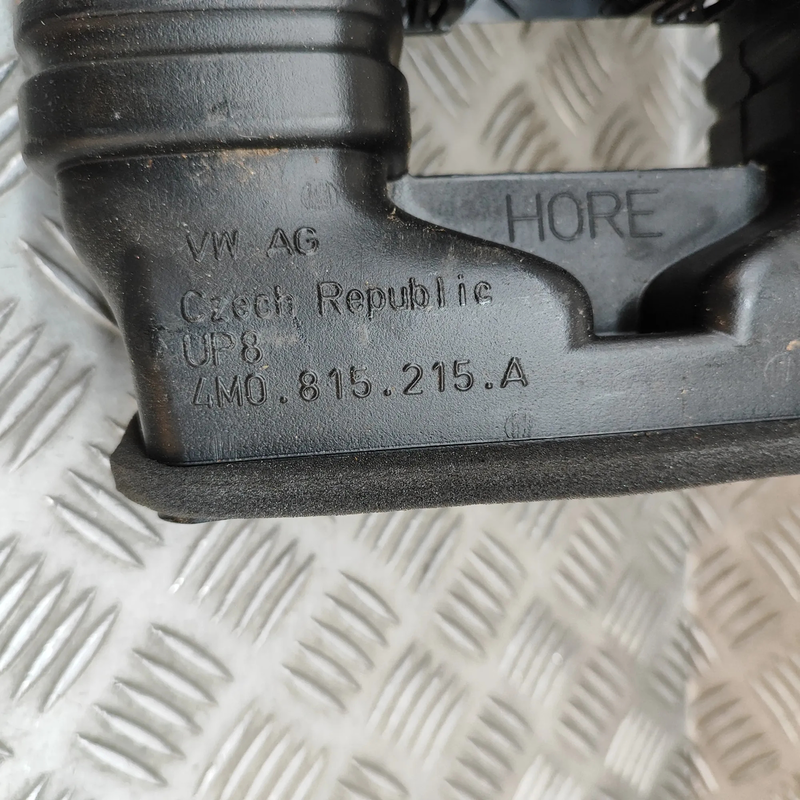 HORE
VW AG
Czech Republic
UP8
4M0.815.215.A